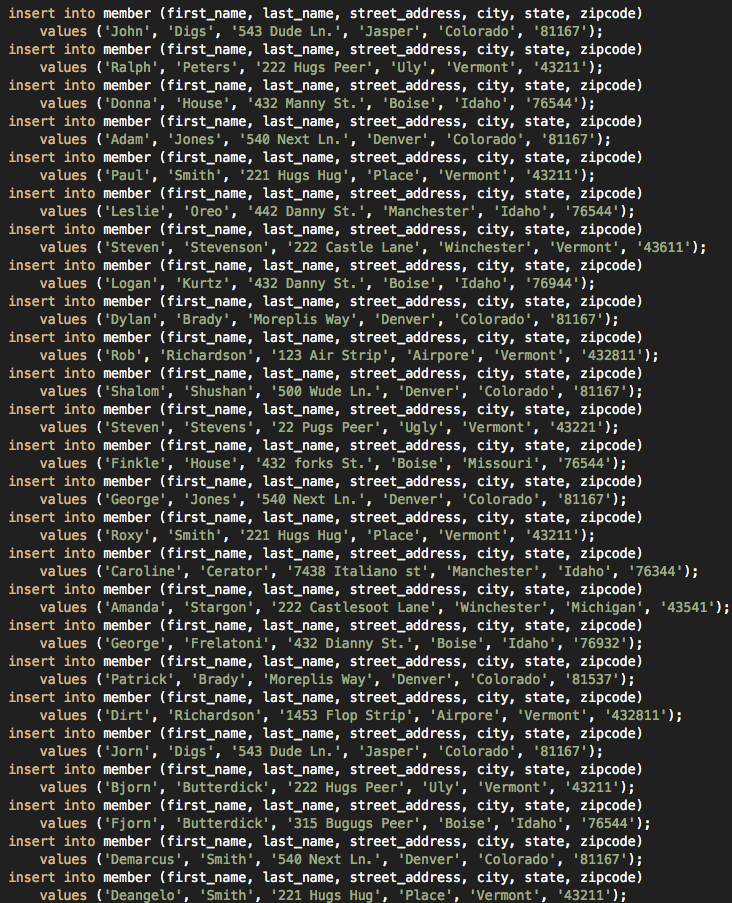 insert into member (first_name, last_name, street_address, city, state, zipcode)
values ('John', 'Digs', '543 Dude Ln.', 'Jasper', 'Colorado', '81167');
insert into member (first_name, last_name, street_address, city, state, zipcode)
values ('Ralph', 'Peters', '222 Hugs Peer', 'Uly', 'Vermont', '43211');
insert into member (first_name, last_name, street_address, city, state, zipcode)
values ('Donna', 'House', '432 Manny St.', 'Boise', 'Idaho', '76544');
insert into member (first_name, last_name, street_address, city, state, zipcode)
values ('Adam', 'Jones', '540 Next Ln.', 'Denver', 'Colorado', '81167');
insert into member (first_name, last_name, street_address, city, state, zipcode)
values ('Paul', 'Smith', '221 Hugs Hug', 'Place', 'Vermont', '43211');
insert into member (first_name, last_name, street_address, city, state, zipcode)
values ('Leslie', 'Oreo', '442 Danny St.', 'Manchester', 'Idaho', '76544');
insert into member (first_name, last_name, street_address, city, state, zipcode)
values ('Steven', 'Stevenson', '222 Castle Lane', 'Winchester', 'Vermont', '43611');
insert into member (first_name, last_name, street_address, city, state, zipcode)
values ('Logan', 'Kurtz', '432 Danny St.', 'Boise', 'Idaho', '76944');
insert into member (first_name, last_name, street_address, city, state, zipcode)
values ('Dylan', 'Brady', 'Moreplis Way', 'Denver', 'Colorado', '81167');
insert into member (first_name, last_name, street_address, city, state, zipcode)
values ('Rob', 'Richardson', '123 Air Strip', 'Airpore', 'Vermont', '432811');
insert into member (first_name, last_name, street_address, city, state, zipcode)
values ('Shalom', 'Shushan', '500 Wude Ln.', 'Denver', 'Colorado', '81167');
insert into member (first_name, last_name, street_address, city, state, zipcode)
values ('Steven', 'Stevens', '22 Pugs Peer', 'Ugly', 'Vermont', '43221');
insert into member (first_name, last_name, street_address, city, state, zipcode)
values ('Finkle', 'House', '432 forks St.', 'Boise', 'Missouri', '76544');
insert into member (first_name, last_name, street_address, city, state, zipcode)
values ('George', 'Jones', '540 Next Ln.', 'Denver', 'Colorado', '81167');
insert into member (first_name, last_name, street_address, city, state, zipcode)
values ('Roxy', 'Smith', '221 Hugs Hug', 'Place', 'Vermont', '43211');
insert into member (first_name, last_name, street_address, city, state, zipcode)
values ('Caroline', 'Cerator', '7438 Italiano st', 'Manchester', 'Idaho', '76344');
insert into member (first_name, last_name, street_address, city, state, zipcode)
values ('Amanda', 'Stargon', '222 Castlesoot Lane', 'Winchester', 'Michigan', '43541');
insert into member (first_name, last_name, street_address, city, state, zipcode)
values ('George', 'Frelatoni', '432 Dianny St.', 'Boise', 'Idaho', '76932');
insert into member (first_name, last_name, street_address, city, state, zipcode)
values ('Patrick', 'Brady', 'Moreplis Way', 'Denver', 'Colorado', '81537');
insert into member (first_name, last_name, street_address, city, state, zipcode)
values ('Dirt', 'Richardson', '1453 Flop Strip', 'Airpore', 'Vermont', '432811');
insert into member (first_name, last_name, street_address, city, state, zipcode)
values ('Jorn', 'Digs', '543 Dude Ln.', 'Jasper', 'Colorado', '81167');
insert into member (first_name, last_name, street_address, city, state, zipcode)
values ('Bjorn', 'Butterdick', '222 Hugs Peer', 'Uly', 'Vermont', '43211');
insert into member (first_name, last_name, street_address, city, state, zipcode)
values ('Fjorn', 'Butterdick', '315 Bugugs Peer', 'Boise', 'Idaho', '76544');
insert into member (first_name, last_name, street_address, city, state, zipcode)
values ('Demarcus', 'Smith', '540 Next Ln.', 'Denver', 'Colorado', '81167');
insert into member (first_name, last_name, street_address, city, state, zipcode)
values ('Deangelo', 'Smith', '221 Hugs Hug', 'Place', 'Vermont', '43211');